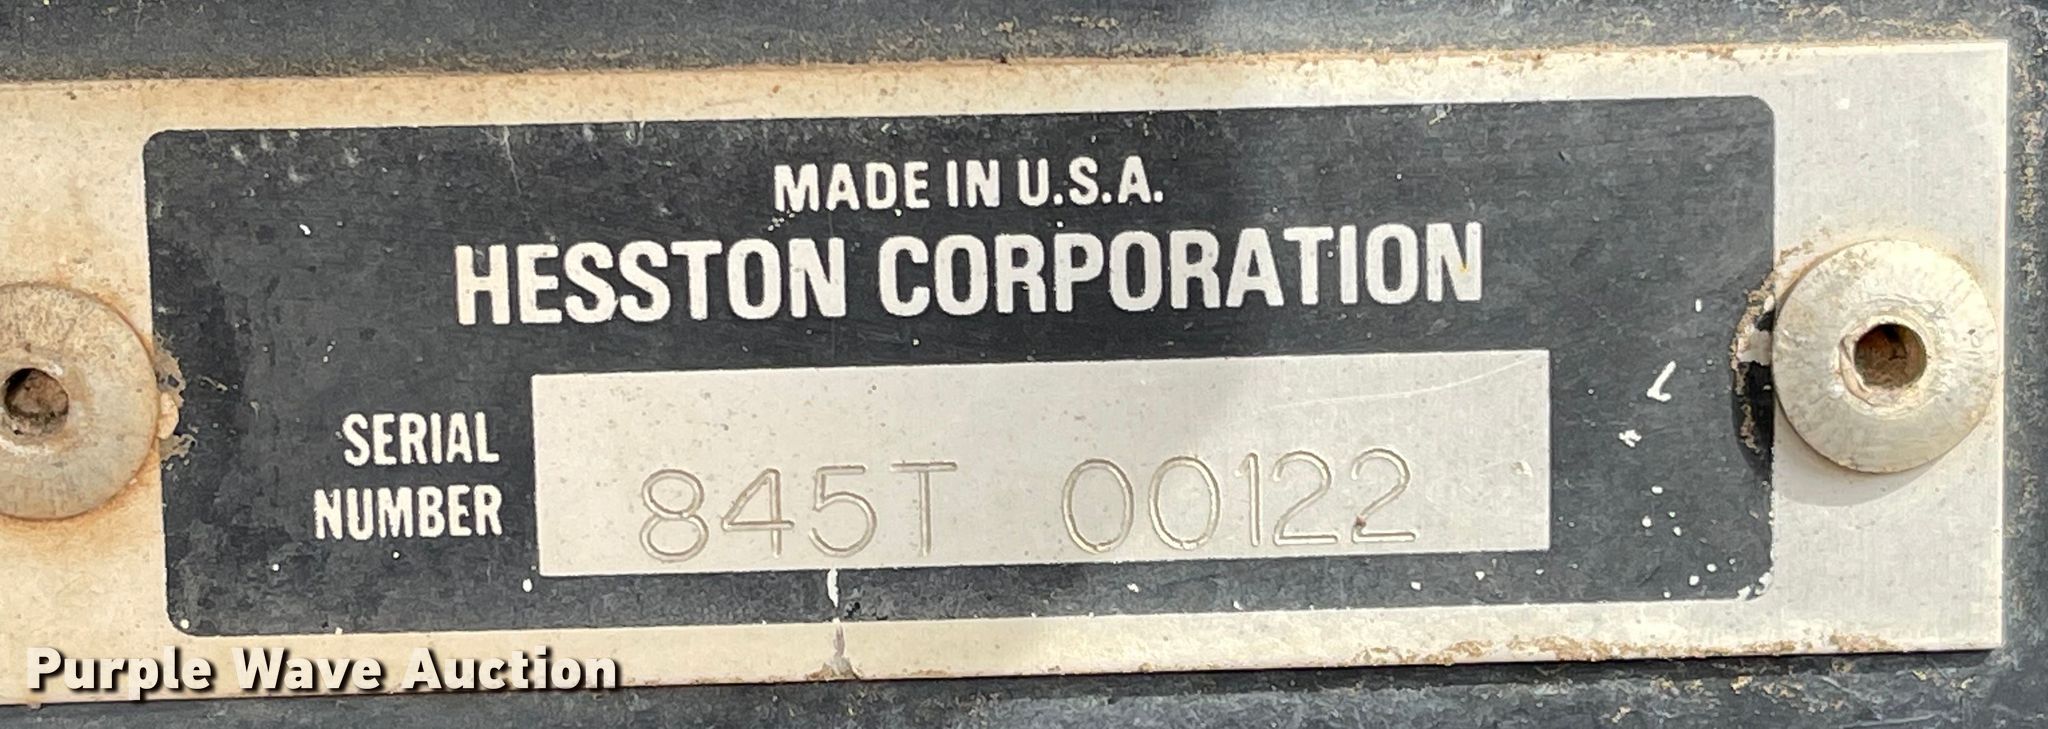 MADE IN U.S.A.
HESSTON CORPORATION
SERIAL
NUMBER
845T 00122
Purple Wave Auction